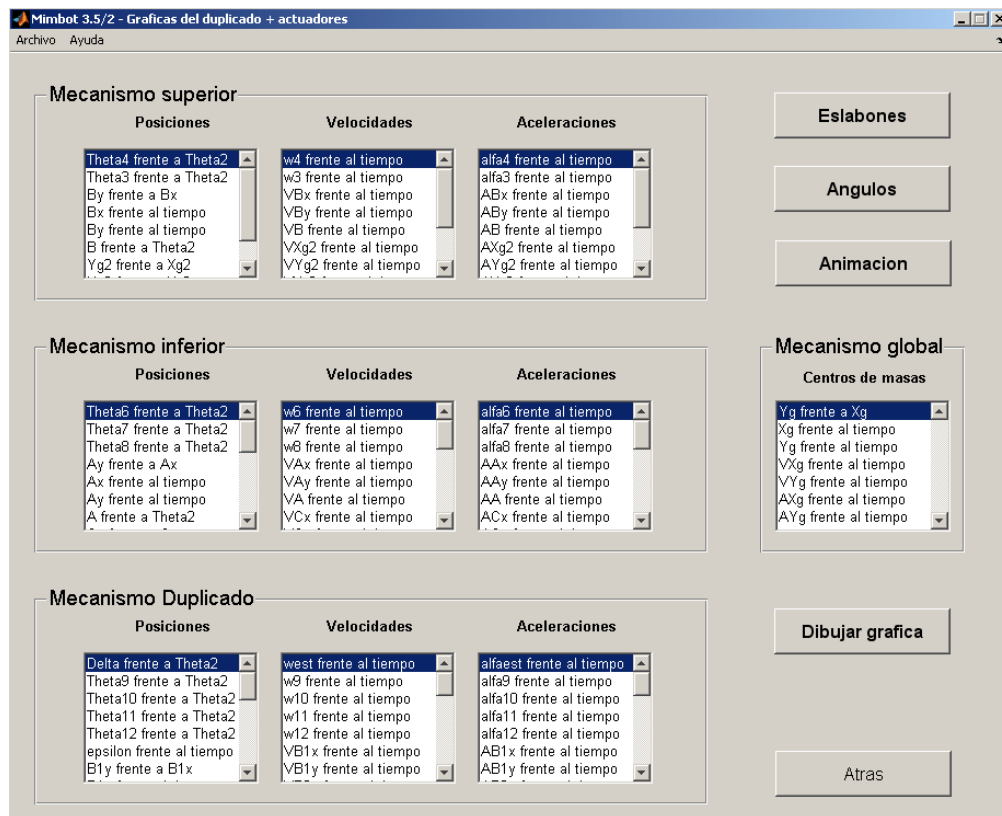 Mimbot 3.5/2 - Graficas del duplicado + actuadores
Archivo Ayuda
Mecanismo superior
Posiciones
Theta4 frente a Theta2
Theta3 frente a Theta2
By frente a Bx
Bx frente al tiempo
By frente al tiempo
B frente a Theta2
Yg2 frente a Xg2
Velocidades
w4 frente al tiempo
w3 frente al tiempo
VBx frente al tiempo
VBy frente al tiempo
VB frente al tiempo
VXg2 frente al tiempo
VYg2 frente al tiempo
Aceleraciones
alfa4 frente al tiempo
alfa3 frente al tiempo
ABx frente al tiempo
ABy frente al tiempo
AB frente al tiempo
AXg2 frente al tiempo
AYg2 frente al tiempo
Eslabones
Angulos
Animacion
Mecanismo inferior
Posiciones
Theta6 frente a Theta2
Theta7 frente a Theta2
Theta8 frente a Theta2
Ay frente a Ax
Ax frente al tiempo
Ay frente al tiempo
A frente a Theta2
Velocidades
w6 frente al tiempo
w7 frente al tiempo
w8 frente al tiempo
VAx frente al tiempo
VAy frente al tiempo
VA frente al tiempo
VCx frente al tiempo
Aceleraciones
alfa6 frente al tiempo
alfa7 frente al tiempo
alfa8 frente al tiempo
AAx frente al tiempo
AAy frente al tiempo
AA frente al tiempo
ACx frente al tiempo
Mecanismo global
Centros de masas
Yg frente a Xg
Xg frente al tiempo
Yg frente al tiempo
VXg frente al tiempo
VYg frente al tiempo
AXg frente al tiempo
AYg frente al tiempo
Mecanismo Duplicado
Posiciones
Delta frente a Theta2
Theta9 frente a Theta2
Theta10 frente a Theta2
Theta11 frente a Theta2
Theta12 frente a Theta2
epsilon frente al tiempo
B1y frente a B1x
Velocidades
west frente al tiempo
w9 frente al tiempo
w10 frente al tiempo
w11 frente al tiempo
w12 frente al tiempo
VB1x frente al tiempo
VB1y frente al tiempo
Aceleraciones
alfaest frente al tiempo
alfa9 frente al tiempo
alfa10 frente al tiempo
alfa11 frente al tiempo
alfa12 frente al tiempo
AB1x frente al tiempo
AB1y frente al tiempo
Dibujar grafica
Atras